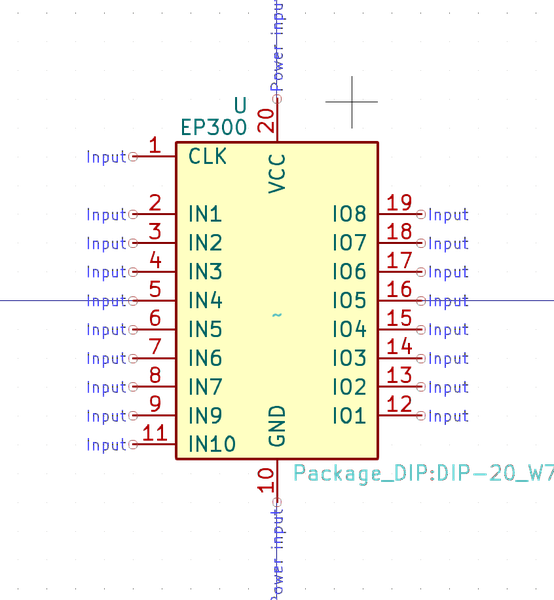 Power inpu
U
EP300
20
VCC
Input 1 CLK
Input 2 IN1 IO8 19 Input
Input 3 IN2 IO7 18 Input
Input 4 IN3 IO6 17 Input
Input 5 IN4 IO5 16 Input
Input 6 IN5 IO4 15 Input
~
Input 7 IN6 IO3 14 Input
Input 8 IN7 IO2 13 Input
Input 9 IN9 IO1 12 Input
Input 11 IN10
GND
10
Package_DIP:DIP-20_W7
Power input